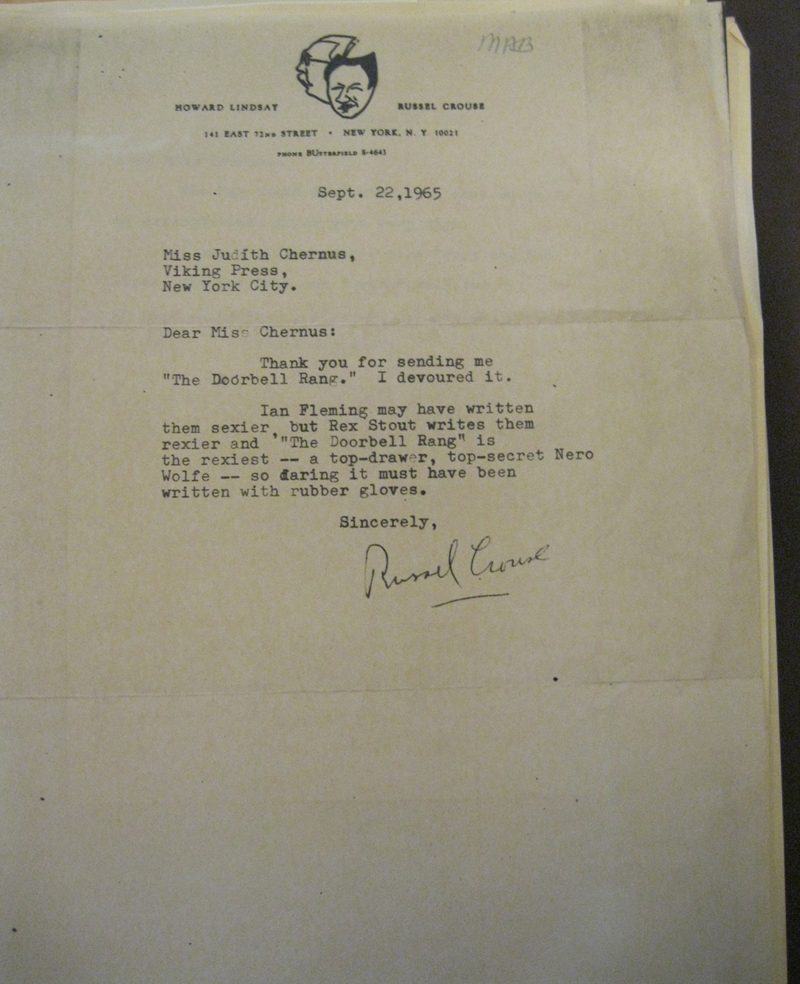 MAB
HOWARD LINDSAY RUSSEL CROUSE
141 EAST 72ND STREET • NEW YORK, N. Y. 10021
PHONE BUTTERFIELD 8-4643
Sept. 22,1965
Miss Judith Chernus,
Viking Press,
New York City.
Dear Miss Chernus:
Thank you for sending me
"The Doorbell Rang." I devoured it.
Ian Fleming may have written
them sexier, but Rex Stout writes them
rexier and "The Doorbell Rang" is
the rexiest -- a top-drawer, top-secret Nero
Wolfe -- so daring it must have been
written with rubber gloves.
Sincerely,
Russel Crouse